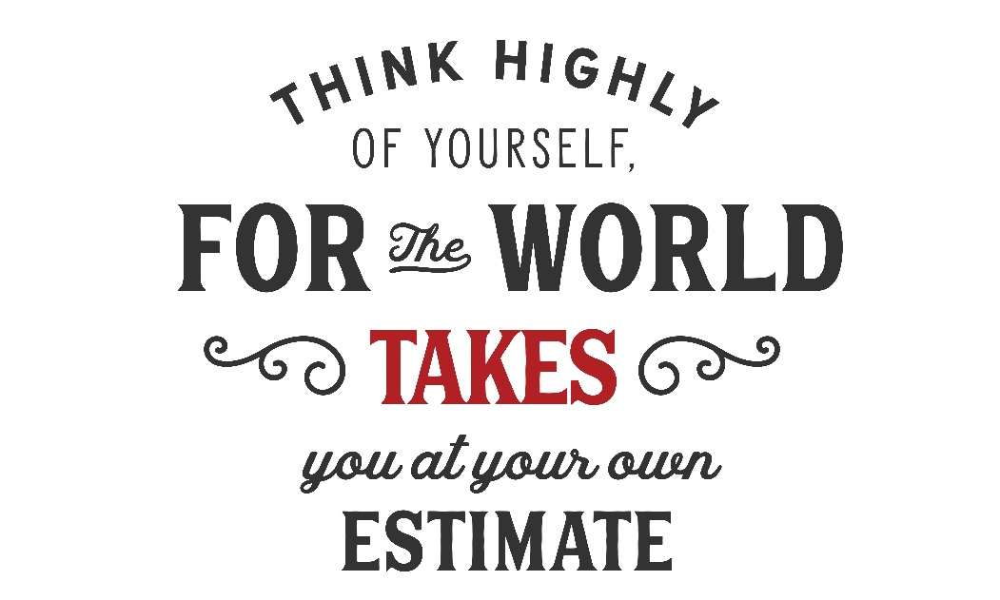 THINK HIGHLY
OF YOURSELF,
FOR The WORLD
TAKES
you at your own
ESTIMATE